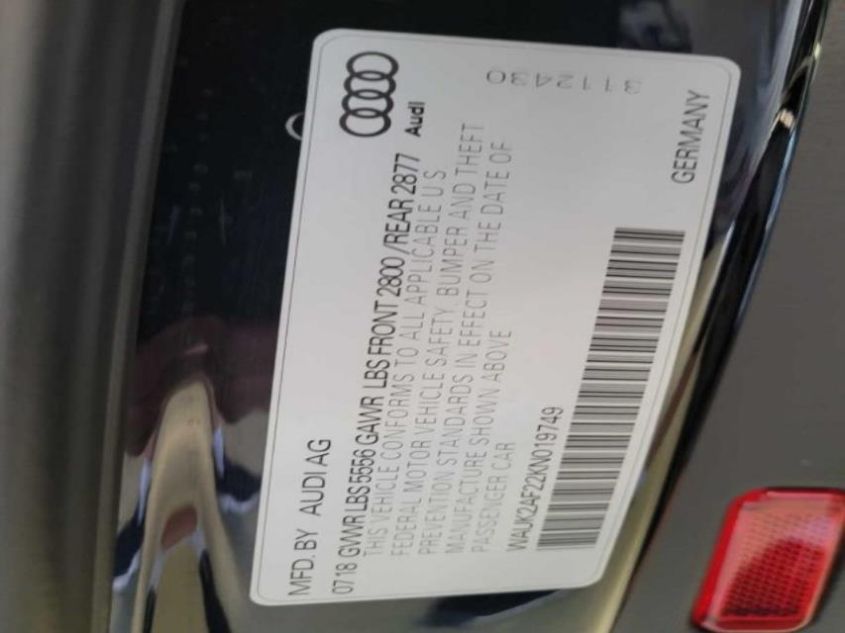 MFD. BY AUDI AG
Audi
0718 GVWR LBS 5556 GAWR LBS FRONT 2800 /REAR 2877
THIS VEHICLE CONFORMS TO ALL APPLICABLE U S
FEDERAL MOTOR VEHICLE SAFETY, BUMPER AND THEFT
PREVENTION STANDARDS IN EFFECT ON THE DATE OF
MANUFACTURE SHOWN ABOVE
PASSENGER CAR
WAUK2AF22KN019749
GERMANY
311243O